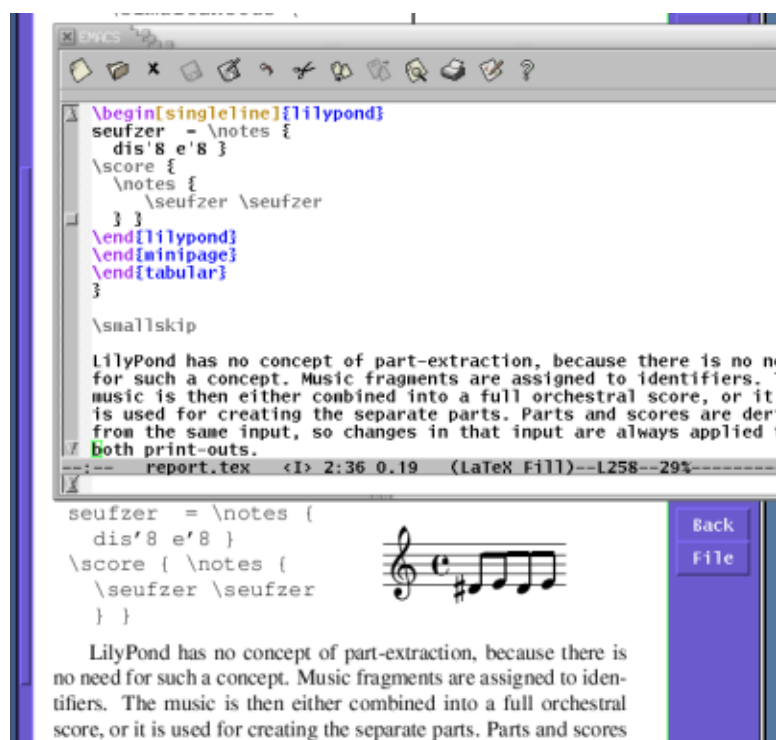 EMACS
\begin[singleline]{lilypond}
seufzer = \notes {
dis'8 e'8 }
\score {
\notes {
\seufzer \seufzer
} }
\end{lilypond}
\end{minipage}
\end{tabular}
}
\smallskip
LilyPond has no concept of part-extraction, because there is no
for such a concept. Music fragments are assigned to identifiers.
music is then either combined into a full orchestral score, or it
is used for creating the separate parts. Parts and scores are
from the same input, so changes in that input are always applied
both print-outs.
--:-- report.tex <I> 2:36 0.19 (LaTeX Fill)--L258--29%--------
seufzer = \notes {
dis'8 e'8 }
\score { \notes {
\seufzer \seufzer
} }
Back
File
LilyPond has no concept of part-extraction, because there is
no need for such a concept. Music fragments are assigned to iden-
tifiers. The music is then either combined into a full orchestral
score, or it is used for creating the separate parts. Parts and scores